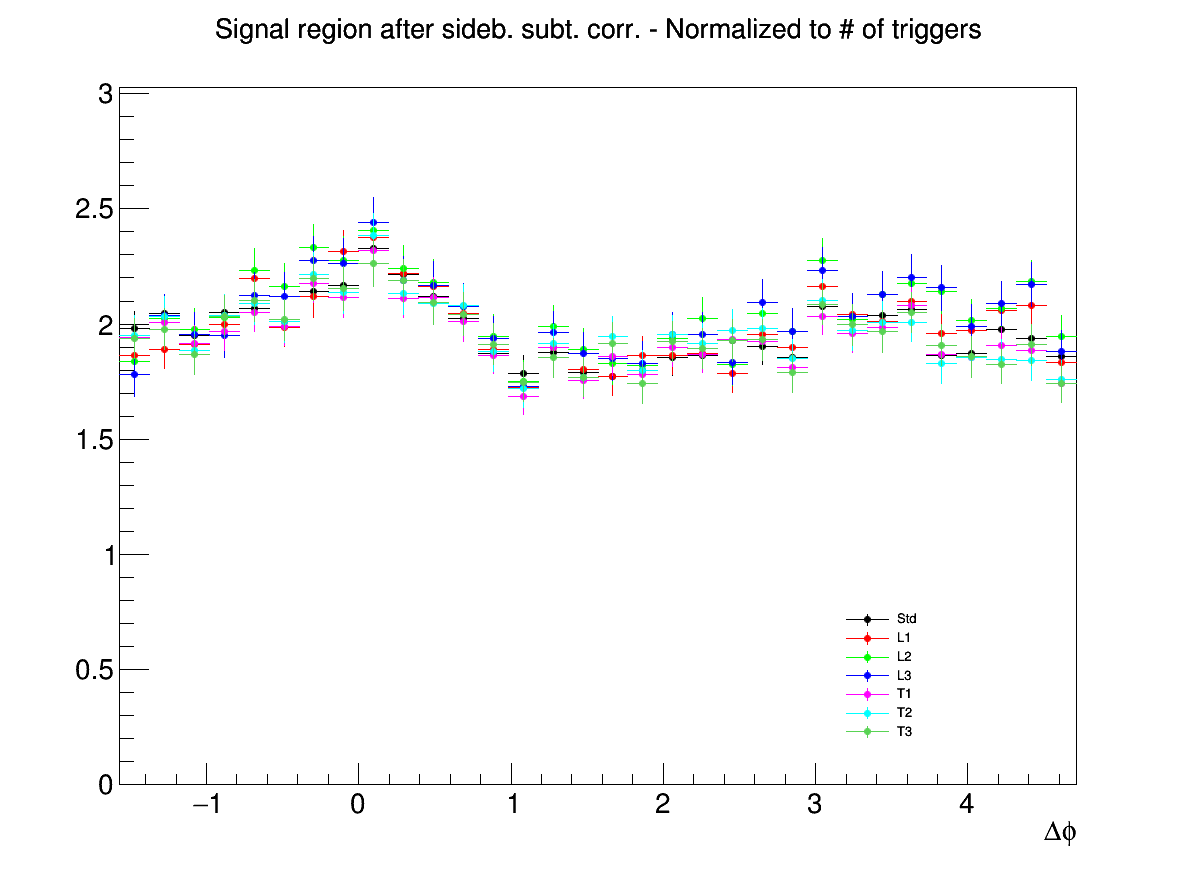 Signal region after sideb. subt. corr. - Normalized to # of triggers
3
2.5
2
1.5
1
0.5
0
Std
L1
L2
L3
T1
T2
T3
−1 0 1 2 3 4
Δϕ